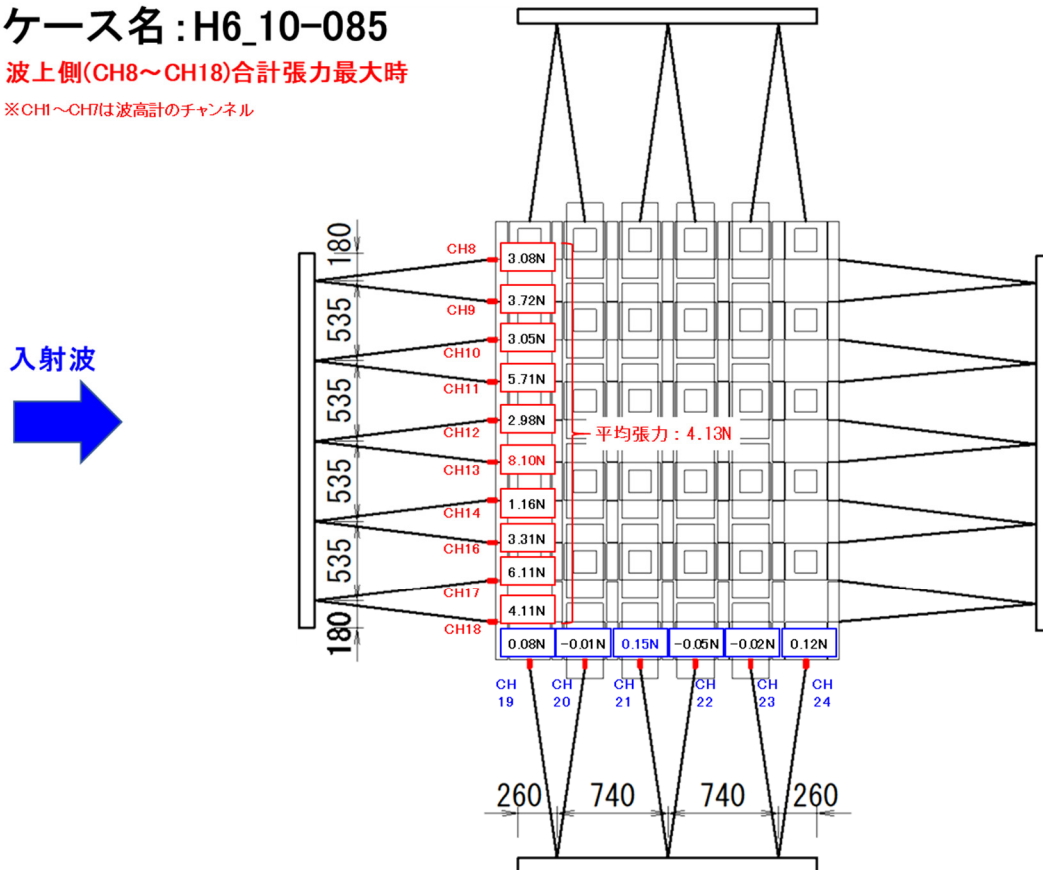 ケース名:H6_10-085
波上側(CH8～CH18)合計張力最大時
※CH1～CH7は波高計のチャンネル
入射波
180
535
535
535
535
180
CH8
3.08N
3.72N
CH9
3.05N
CH10
5.71N
CH11
2.98N
CH12
平均張力:4.13N
8.10N
CH13
1.16N
CH14
3.31N
CH16
6.11N
CH17
4.11N
CH18
0.08N -0.01N 0.15N -0.05N -0.02N 0.12N
CH CH CH CH CH CH
19 20 21 22 23 24
260 740 740 260